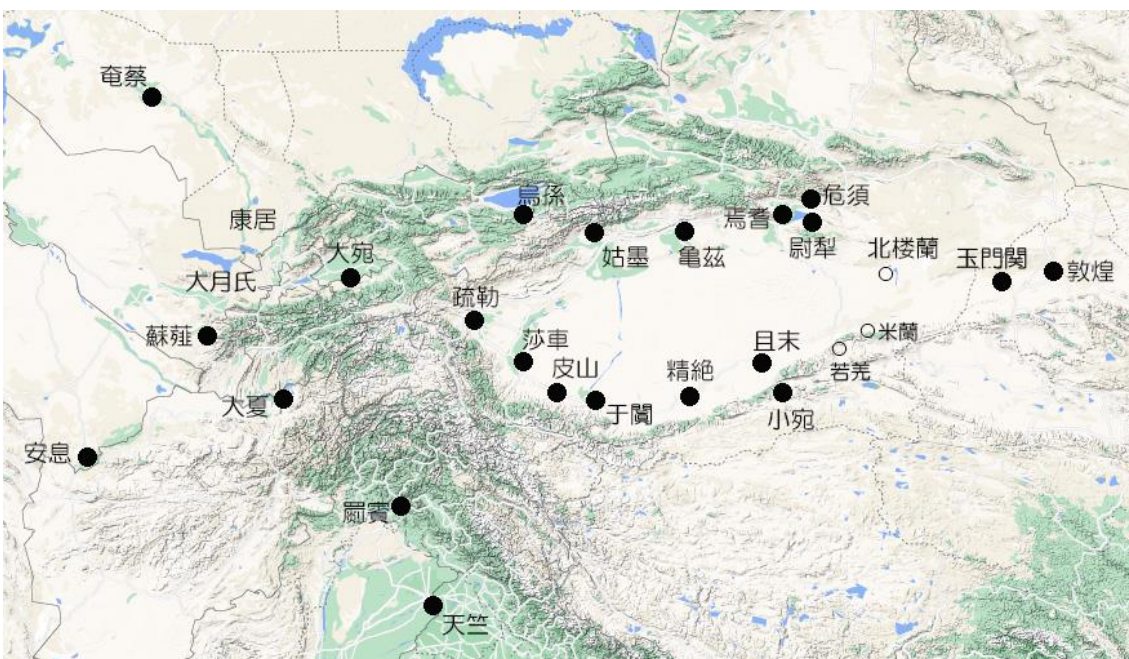 奄蔡
烏孫
危須
康居
焉耆
尉犁
姑墨
亀茲
北楼蘭
玉門関
敦煌
大宛
大月氏
疏勒
蘇薤
莎車
米蘭
且末
若羌
皮山
精絶
大夏
于闐
小宛
安息
罽賓
天竺